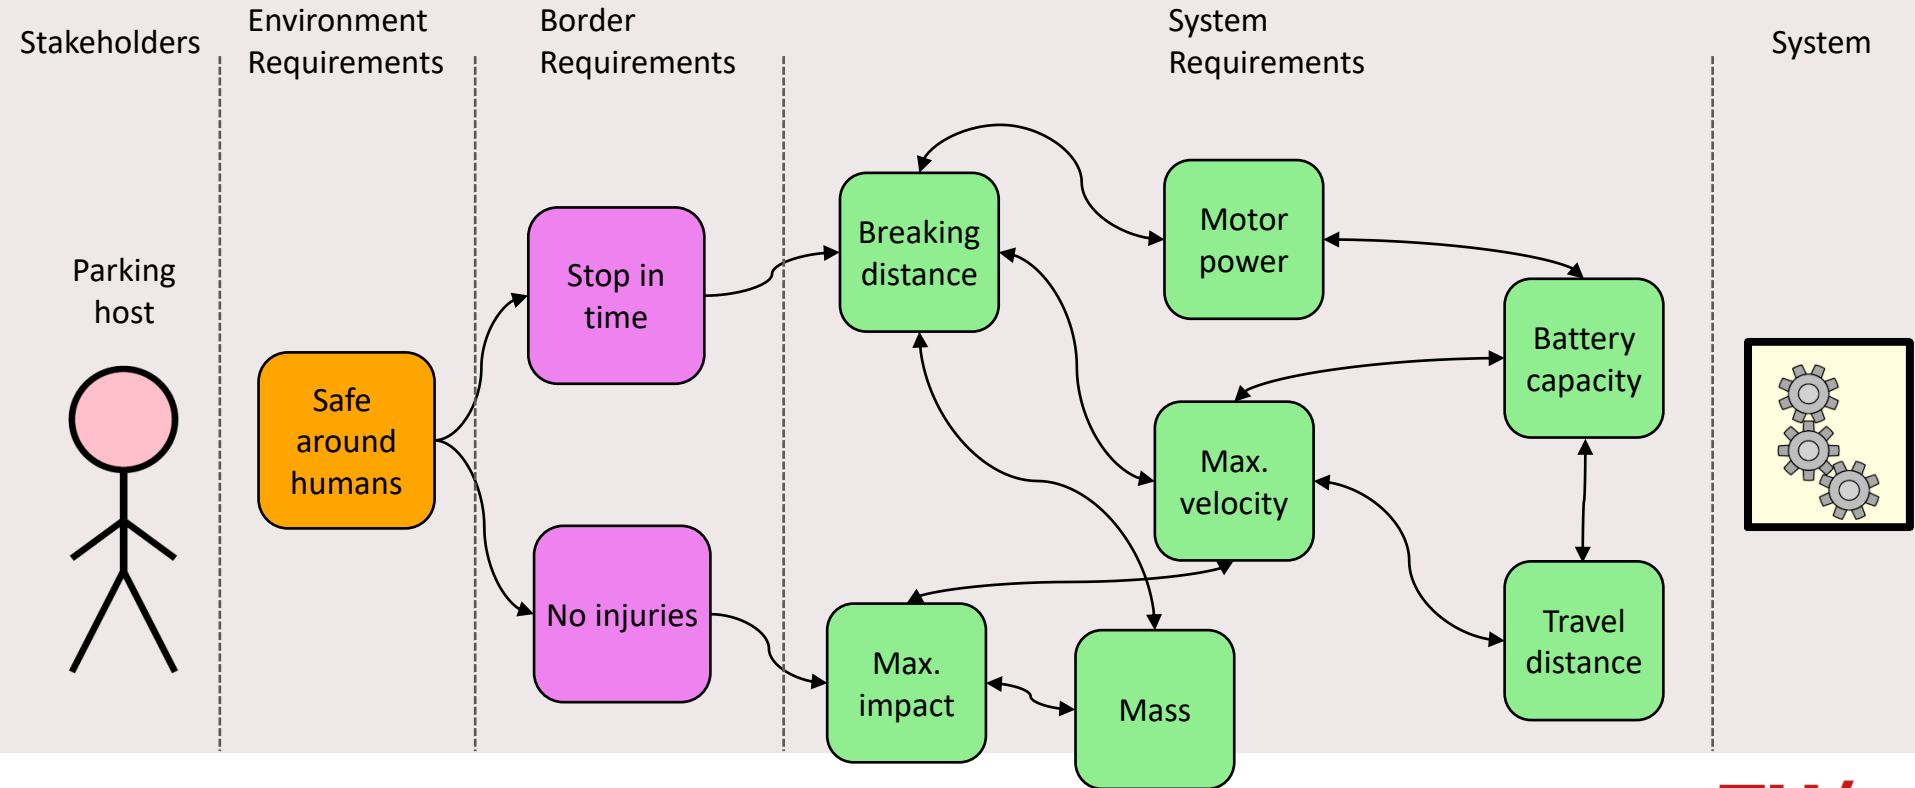 Stakeholders
Environment
Requirements
Border
Requirements
System
Requirements
System
Parking
host
Safe
around
humans
Stop in
time
No injuries
Breaking
distance
Motor
power
Battery
capacity
Max.
velocity
Travel
distance
Max.
impact
Mass